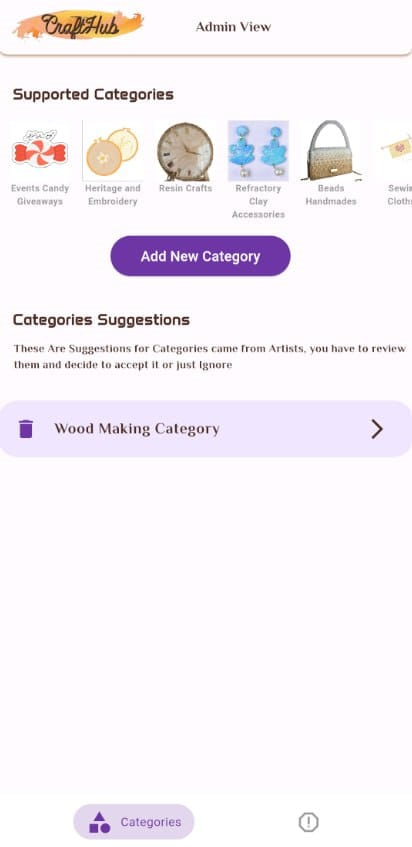 CraftHub
Admin View
Supported Categories
Events Candy
Giveaways
Heritage and
Embroidery
Resin Crafts
Refractory
Clay
Accessories
Beads
Handmades
Sewi
Cloth
Add New Category
Categories Suggestions
These Are Suggestions for Categories came from Artists, you have to review
them and decide to accept it or just Ignore
Wood Making Category
Categories